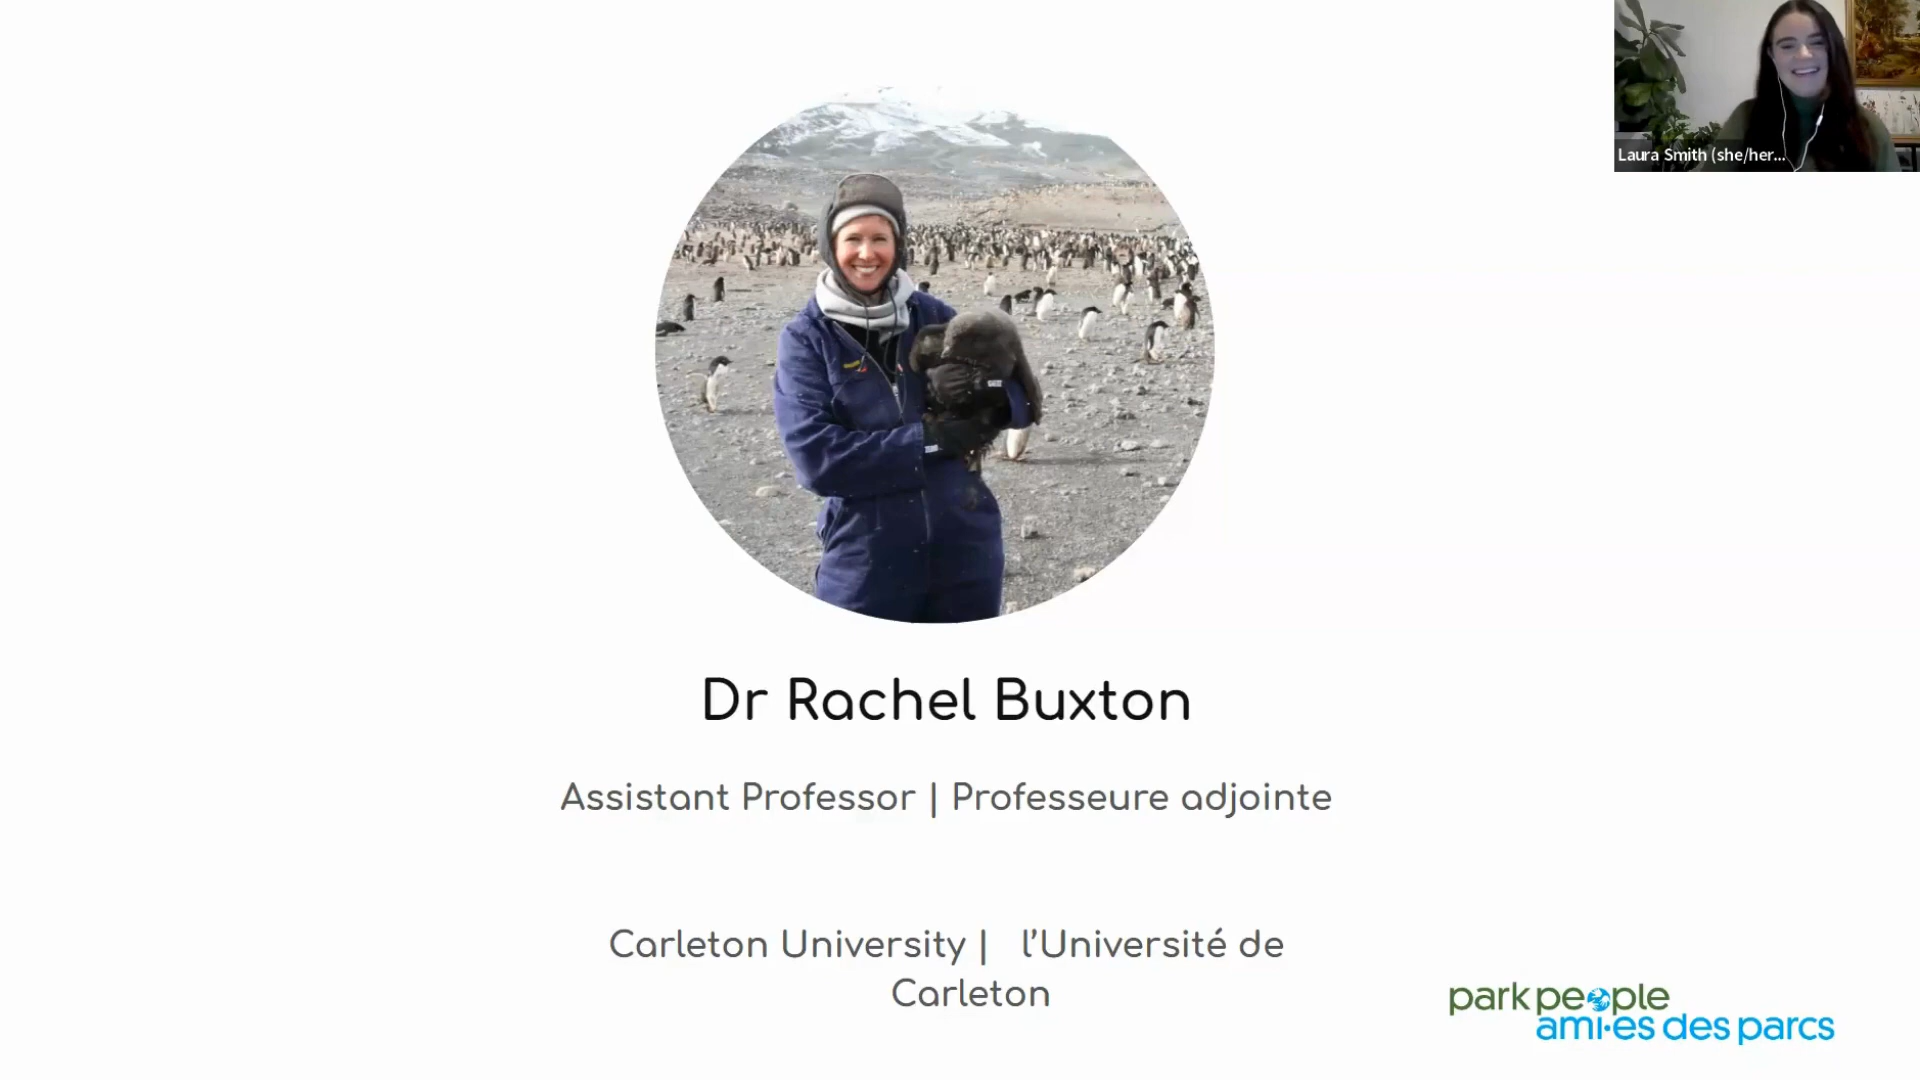 Laura Smith (she/her...
Dr Rachel Buxton
Assistant Professor | Professeure adjointe
Carleton University | l'Université de
Carleton
park people
ami·es des parcs